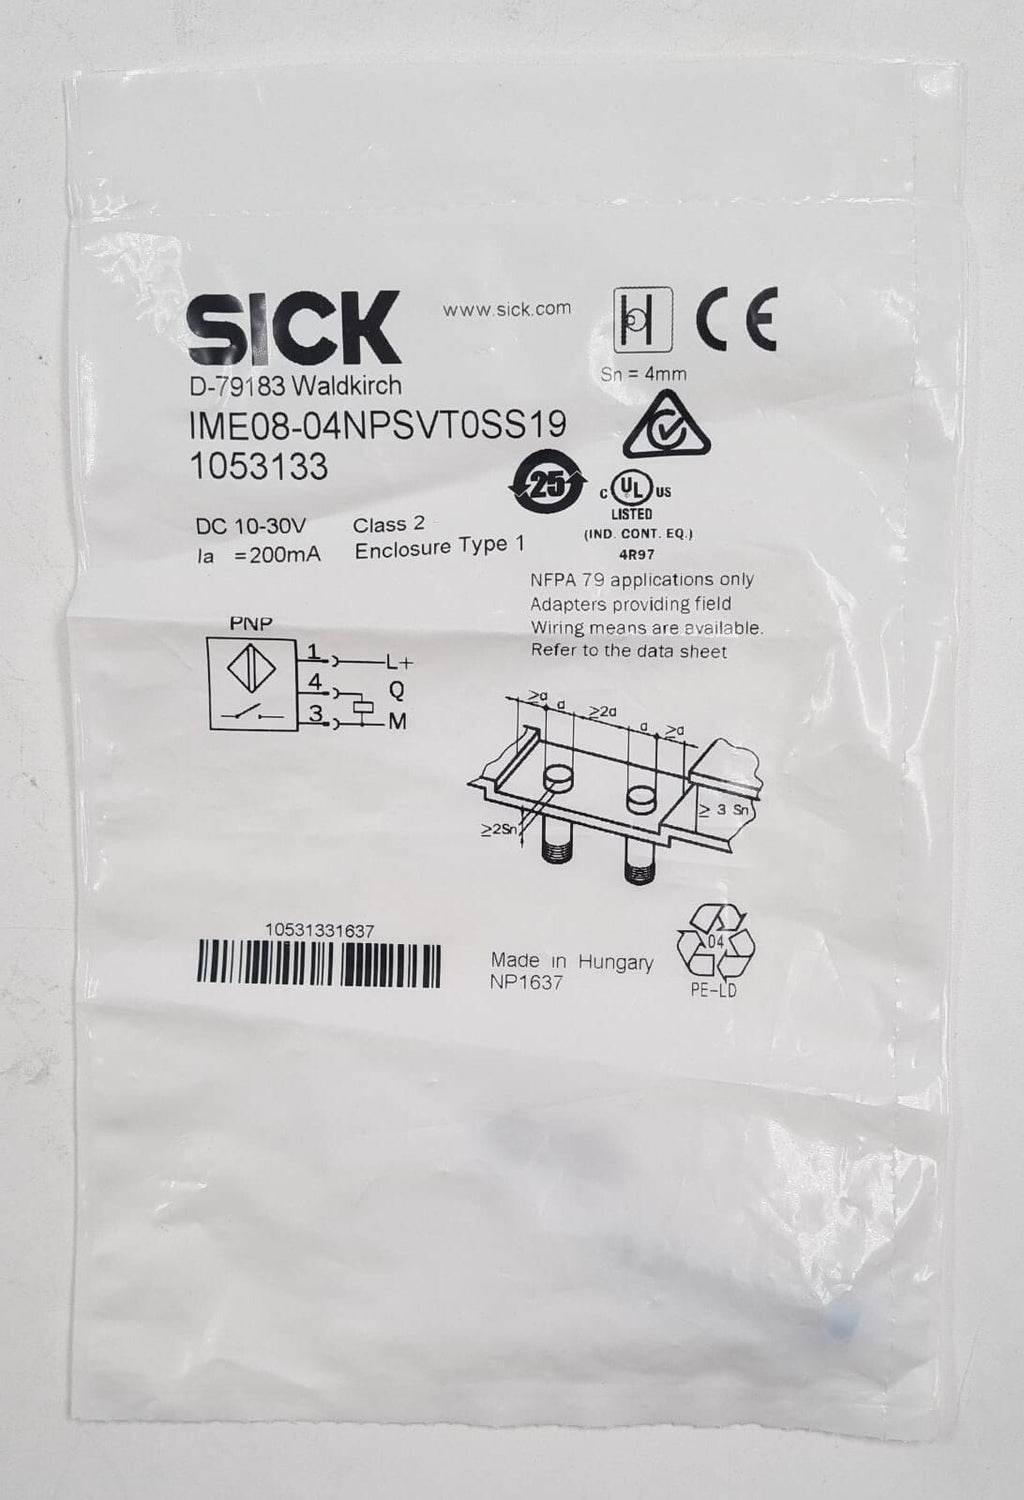 SICK
www.sick.com
Sn = 4mm
D-79183 Waldkirch
IME08-04NPSVT0SS19
1053133
25
C UL US
LISTED
(IND. CONT. EQ.)
4R97
DC 10-30V Class 2
Ia =200mA Enclosure Type 1
NFPA 79 applications only
Adapters providing field
Wiring means are available.
Refer to the data sheet
PNP
1 L+
4 Q
3 M
≥d d ≥2d d ≥d
≥ 3 Sn
≥2Sn
10531331637
Made in Hungary
NP1637
04
PE-LD